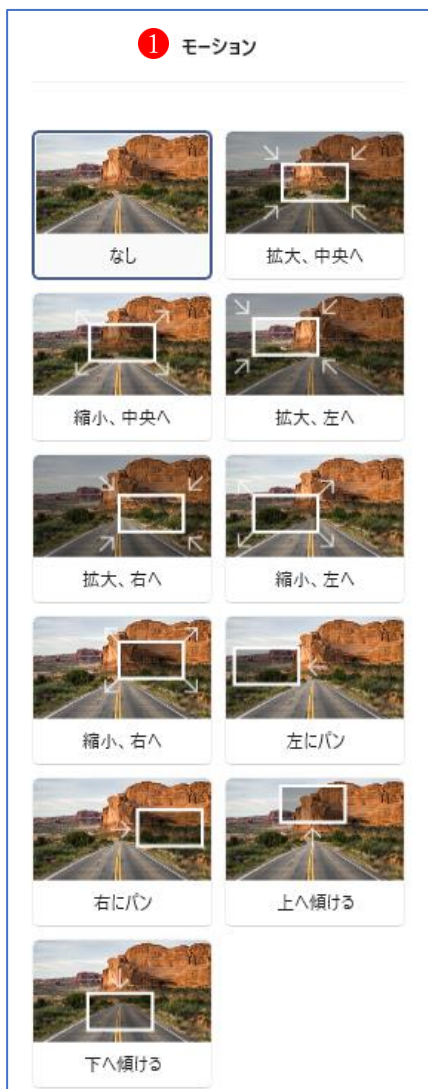 1 モーション
なし
拡大、中央へ
縮小、中央へ
拡大、左へ
拡大、右へ
縮小、左へ
縮小、右へ
左にパン
右にパン
上へ傾ける
下へ傾ける